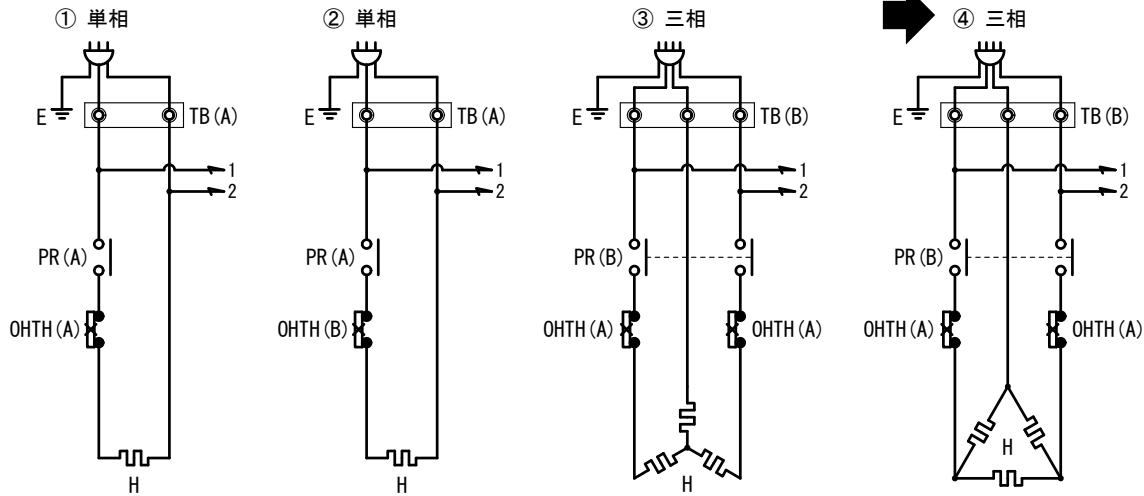 ① 単相
E
TB(A)
1
2
PR(A)
OHTH(A)
H
② 単相
E
TB(A)
1
2
PR(A)
OHTH(B)
H
③ 三相
E
TB(B)
1
2
PR(B)
OHTH(A)
OHTH(A)
H
④ 三相
E
TB(B)
1
2
PR(B)
OHTH(A)
OHTH(A)
H